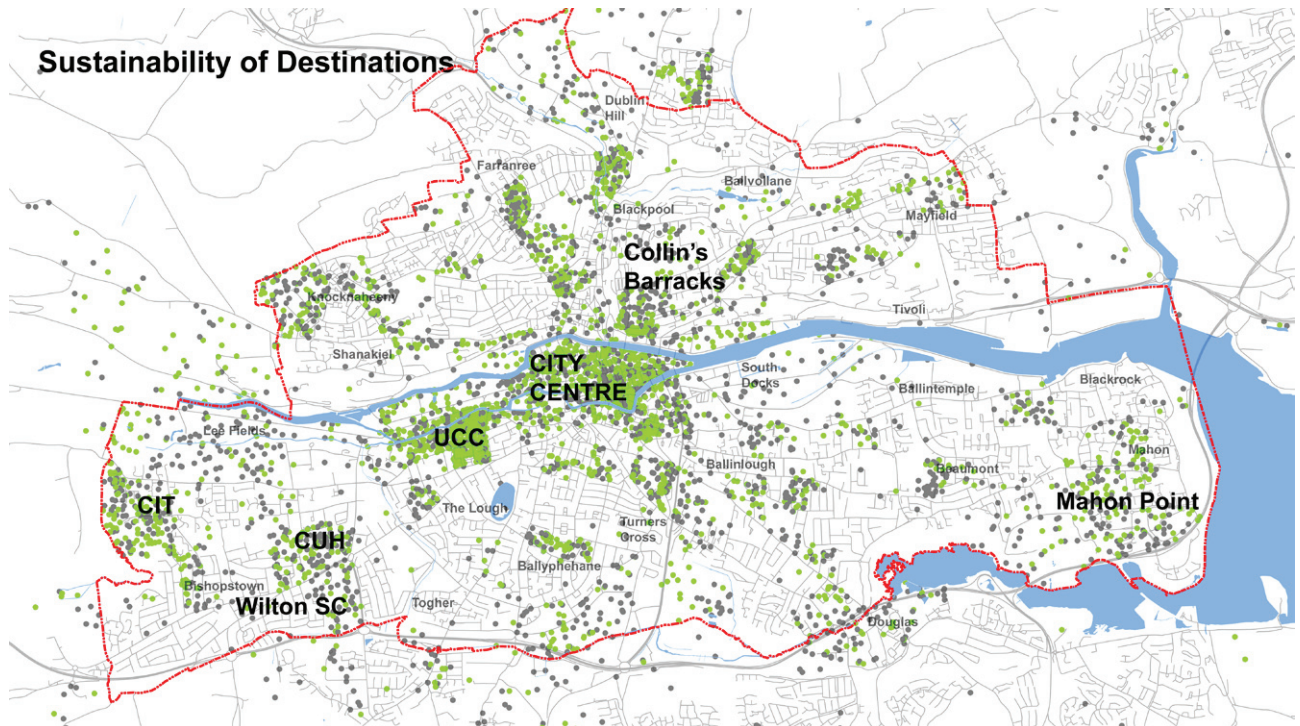 Sustainability of Destinations
Dublin
Hill
Farranree
Ballvollane
Blackpool
Mayfield
Collin's
Barracks
Knocknaheeny
Tivoli
Shanakiel
CITY
CENTRE
South
Docks
Ballintemple
Blackrock
Lee Fields
UCC
Mahon
Ballinlough
Beaumont
CIT
Mahon Point
The Lough
Turners
Cross
CUH
Ballyphehane
Bishopstown
Wilton SC
Togher
Douglas